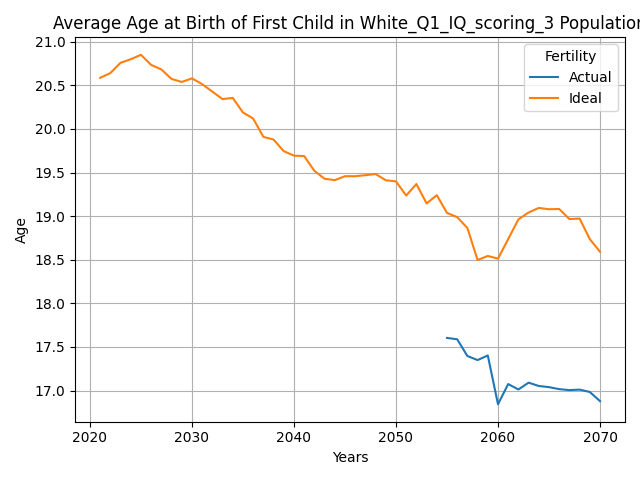 Average Age at Birth of First Child in White_Q1_IQ_scoring_3 Population
21.0
20.5
20.0
19.5
19.0
18.5
18.0
17.5
17.0
Age
Fertility
Actual
Ideal
2020
2030
2040
2050
2060
2070
Years